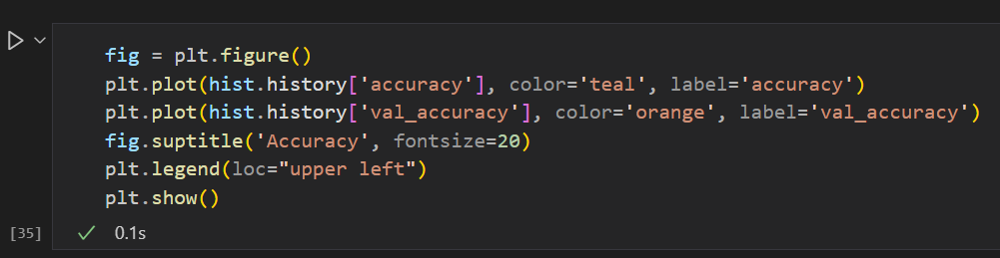 fig = plt.figure()
plt.plot(hist.history['accuracy'], color='teal', label='accuracy')
plt.plot(hist.history['val_accuracy'], color='orange', label='val_accuracy')
fig.suptitle('Accuracy', fontsize=20)
plt.legend(loc="upper left")
plt.show()
[35] 0.1s